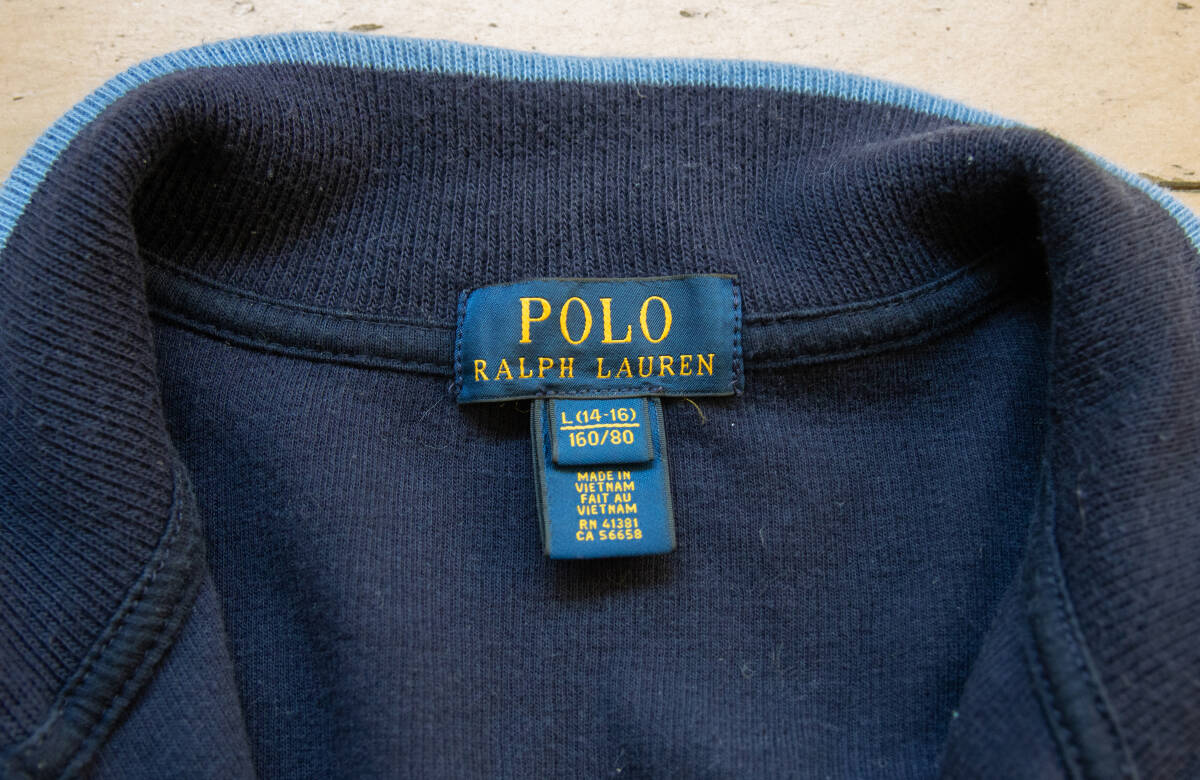 POLO
RALPH LAUREN
L (14-16)
160/80
MADE IN
VIETNAM
FAIT AU
VIETNAM
RN 41381
CA 56658